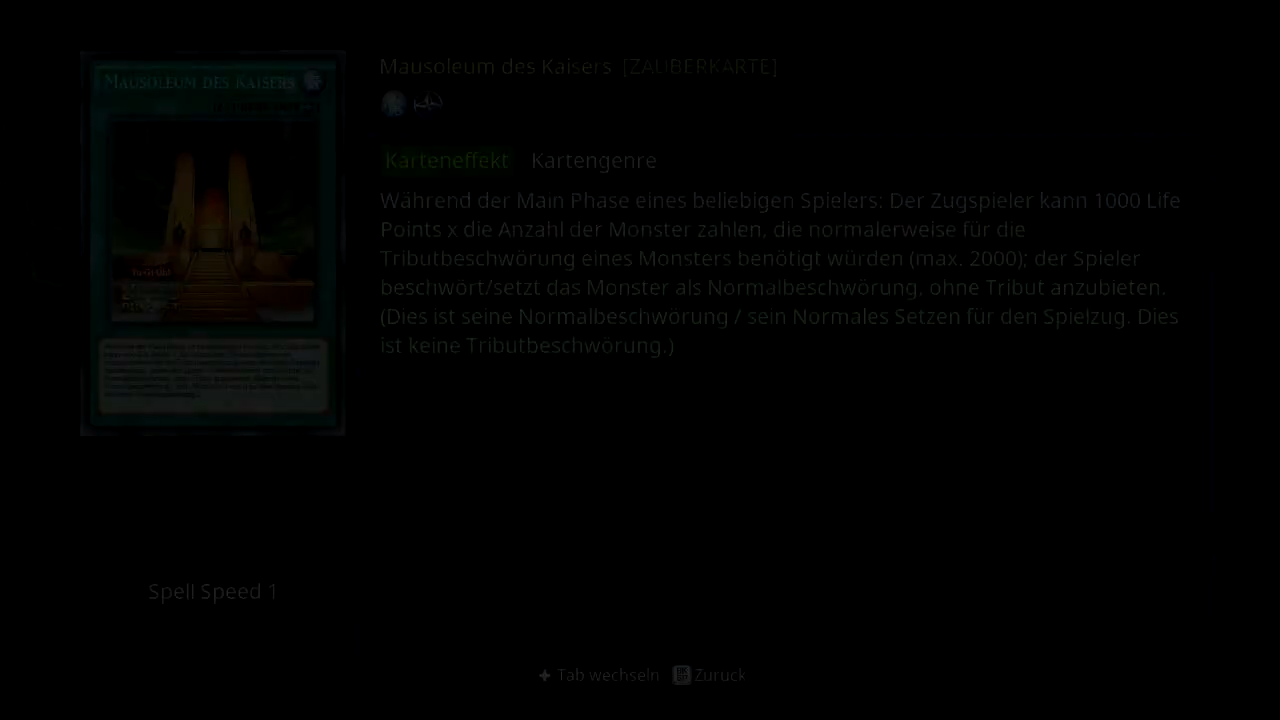 Mausoleum des Kaisers [ZAUBERKARTE]
MAUSOLEUM DES KAISERS
Karteneffekt Kartengenre
Während der Main Phase eines beliebigen Spielers: Der Zugspieler kann 1000 Life
Points x die Anzahl der Monster zahlen, die normalerweise für die
Tributbeschwörung eines Monsters benötigt würden (max. 2000); der Spieler
beschwört/setzt das Monster als Normalbeschwörung, ohne Tribut anzubieten.
(Dies ist seine Normalbeschwörung / sein Normales Setzen für den Spielzug. Dies
ist keine Tributbeschwörung.)
Spell Speed 1
Tab wechseln Zurück